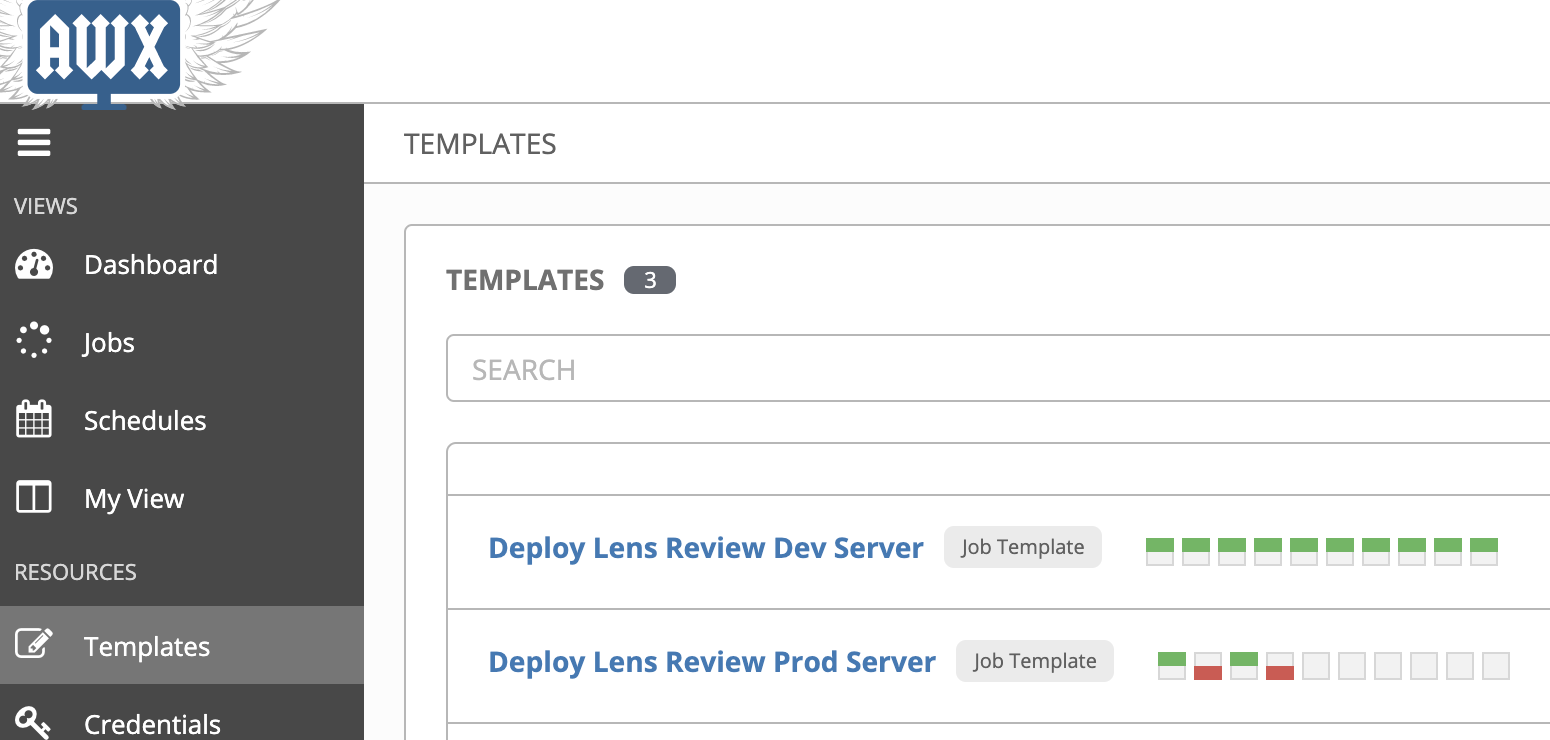 AWX
TEMPLATES
VIEWS
Dashboard
Jobs
Schedules
My View
RESOURCES
Templates
Credentials
TEMPLATES 3
SEARCH
Deploy Lens Review Dev Server Job Template
Deploy Lens Review Prod Server Job Template